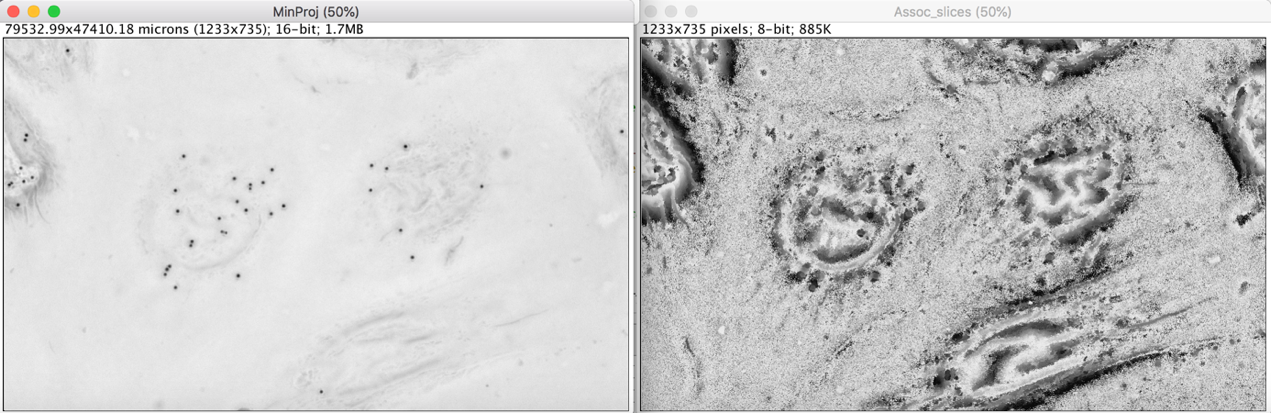 MinProj (50%)
79532.99x47410.18 microns (1233x735); 16-bit; 1.7MB
Assoc_slices (50%)
1233x735 pixels; 8-bit; 885K